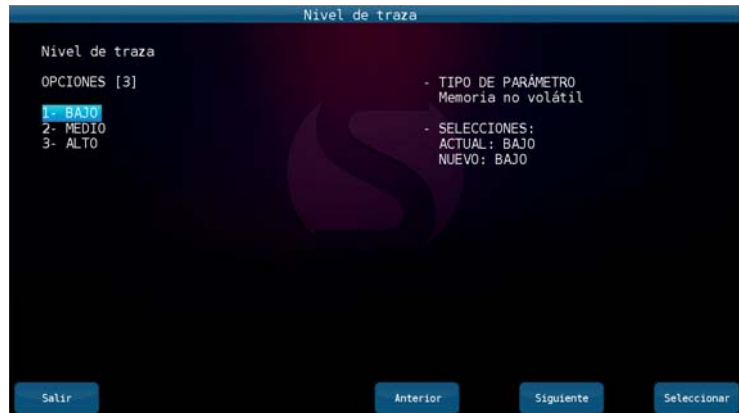 Nivel de traza
Nivel de traza
OPCIONES [3]
1- BAJO
2- MEDIO
3- ALTO
- TIPO DE PARÁMETRO
Memoria no volátil
- SELECCIONES:
ACTUAL: BAJO
NUEVO: BAJO
Salir
Anterior
Siguiente
Seleccionar